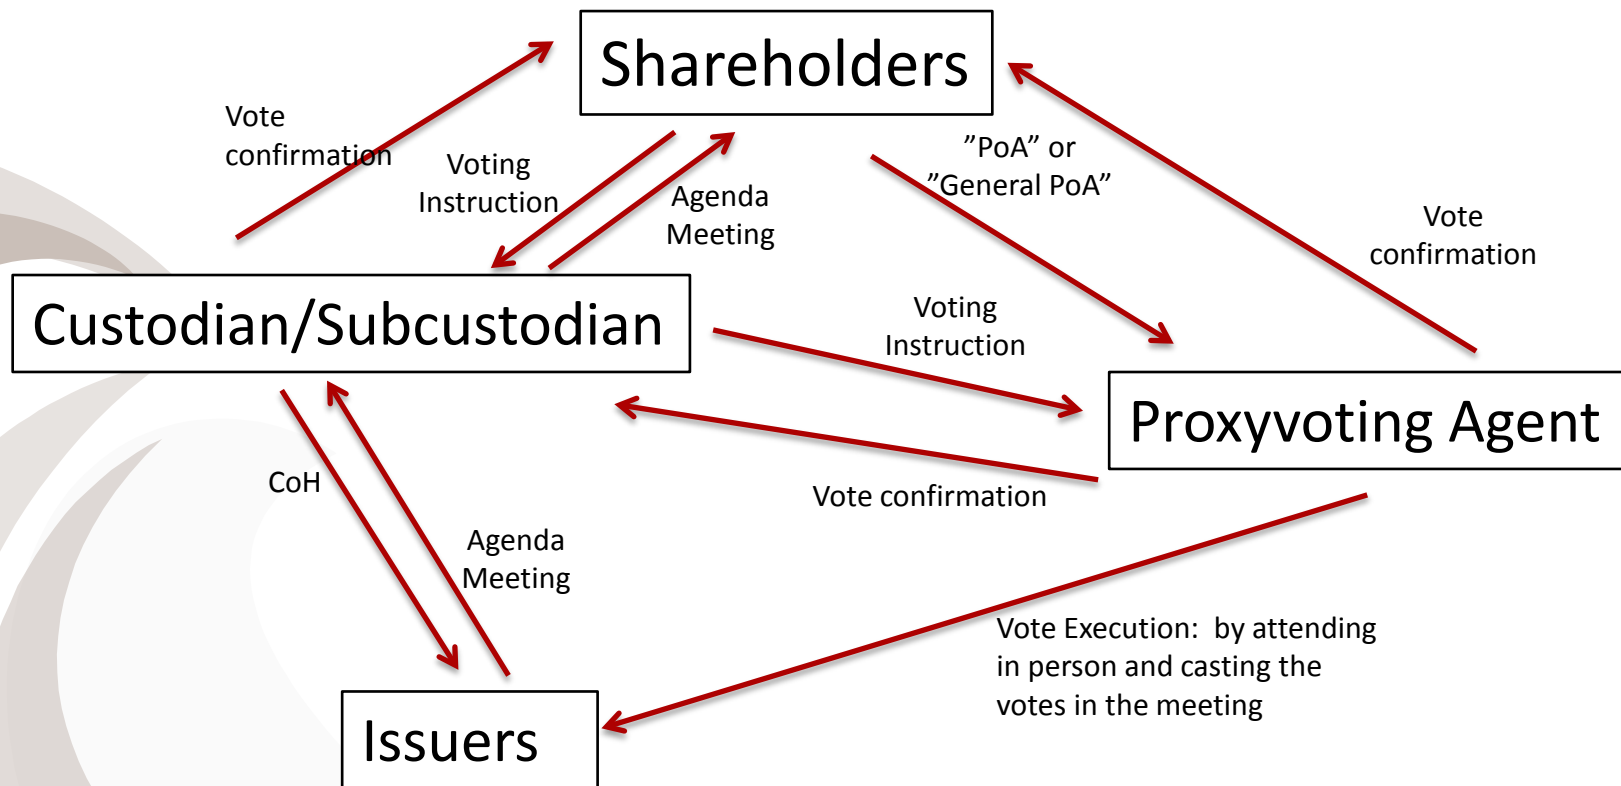 Shareholders
Vote
confirmation
Voting
Instruction
Agenda
Meeting
”PoA” or
”General PoA”
Vote
confirmation
Custodian/Subcustodian
Voting
Instruction
Proxyvoting Agent
Vote confirmation
CoH
Agenda
Meeting
Vote Execution: by attending
in person and casting the
votes in the meeting
Issuers